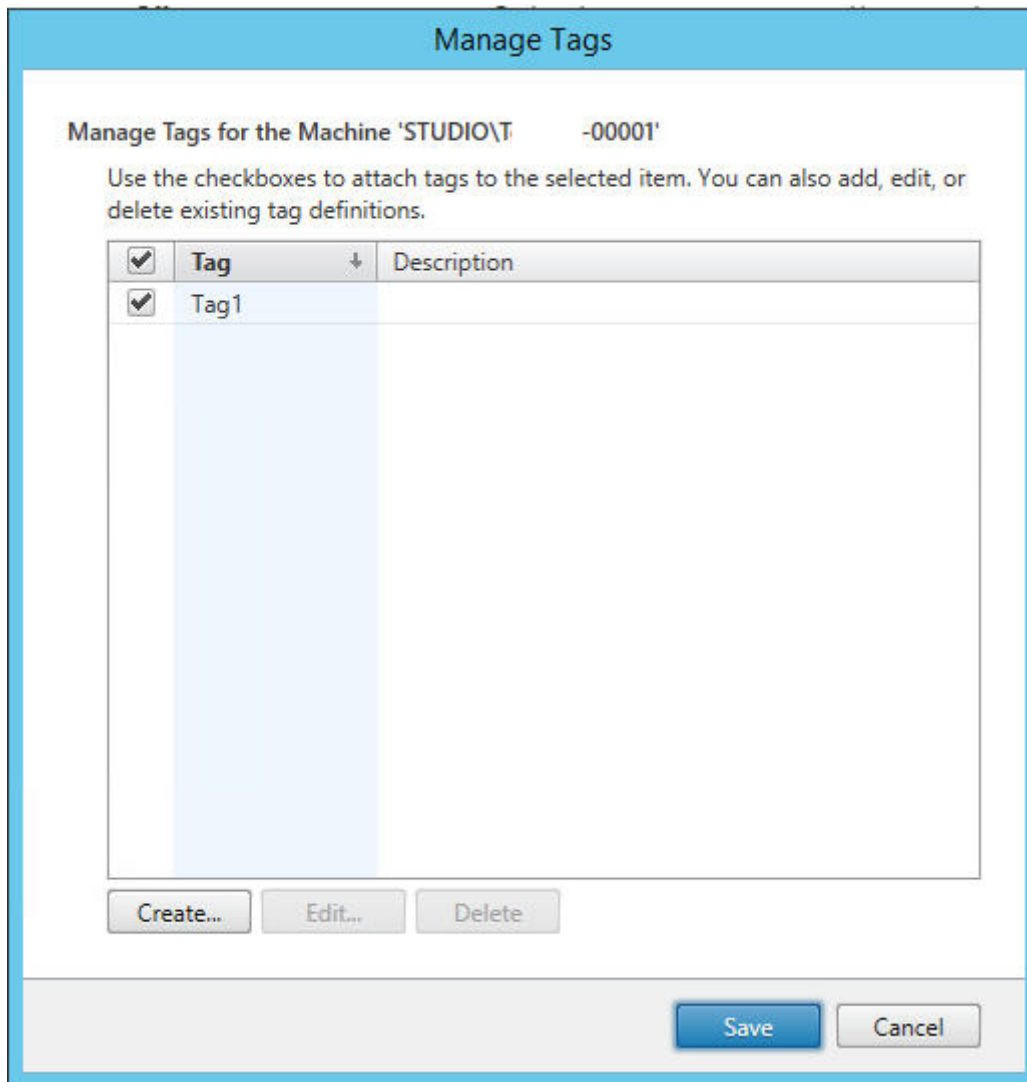 Manage Tags
Manage Tags for the Machine 'STUDIO\T -00001'
Use the checkboxes to attach tags to the selected item. You can also add, edit, or
delete existing tag definitions.
Tag Description
Tag1
Create... Edit... Delete
Save Cancel